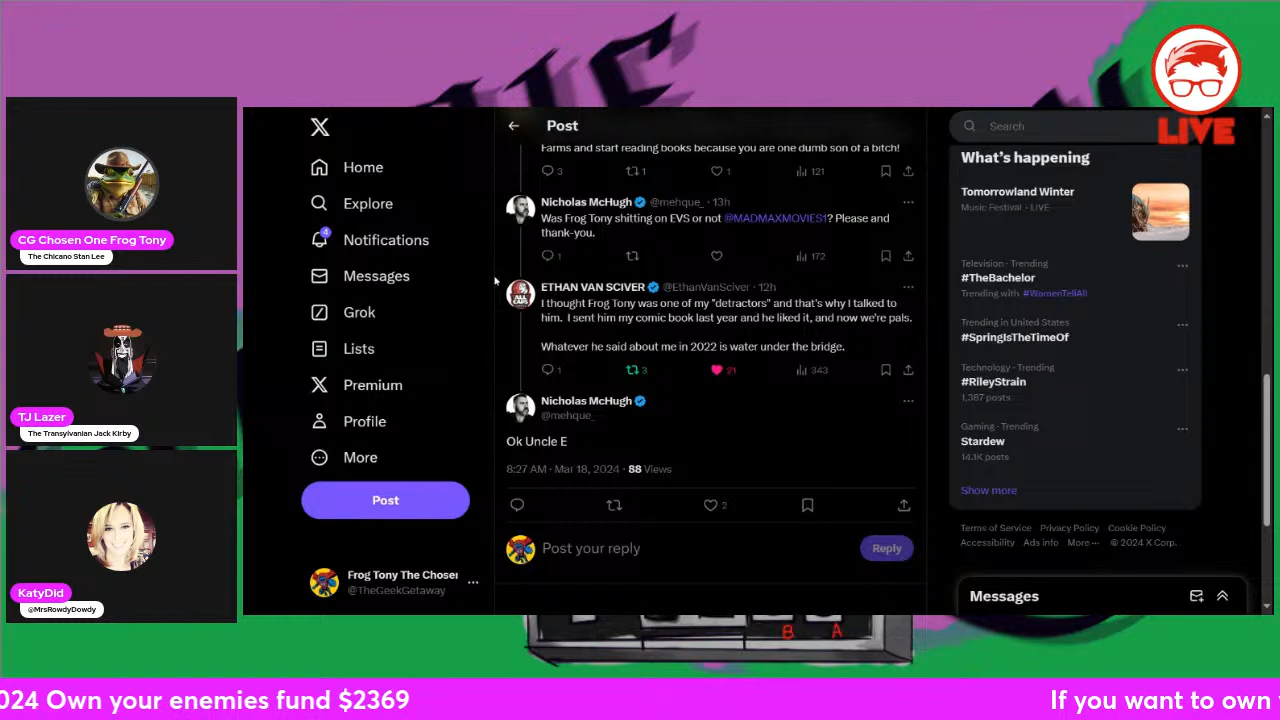 LIVE
CG Chosen One Frog Tony
The Chicano Stan Lee
TJ Lazer
The Transylvanian Jack Kirby
KatyDid
@MrsRowdyDowdy
Home
Explore
4
Notifications
Messages
Grok
Lists
Premium
Profile
More
Post
Frog Tony The Chosen
@TheGeekGetaway
Post
Farms and start reading books because you are one dumb son of a bitch!
3 1 1 121
Nicholas McHugh @mehque_ · 13h
Was Frog Tony shitting on EVS or not @MADMAXMOVIES1? Please and
thank-you.
1 172
ETHAN VAN SCIVER @EthanVanSciver · 12h
ALL CAPS
I thought Frog Tony was one of my "detractors" and that's why I talked to
him. I sent him my comic book last year and he liked it, and now we're pals.
Whatever he said about me in 2022 is water under the bridge.
1 3 21 343
Nicholas McHugh
@mehque_
Ok Uncle E
8:27 AM · Mar 18, 2024 · 88 Views
2
Post your reply
Reply
Search
What's happening
Tomorrowland Winter
Music Festival · LIVE
Television · Trending
#TheBachelor
Trending with #WomenTellAll
Trending in United States
#SpringIsTheTimeOf
Technology · Trending
#RileyStrain
1,387 posts
Gaming · Trending
Stardew
14.1K posts
Show more
Terms of Service Privacy Policy Cookie Policy
Accessibility Ads info More ··· © 2024 X Corp.
Messages
B A
024 Own your enemies fund $2369
If you want to own